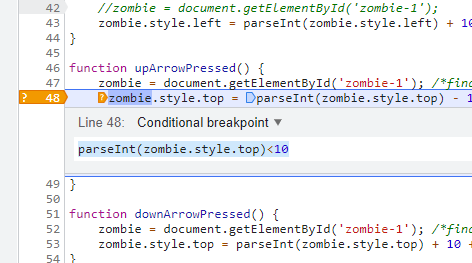 42 //zombie = document.getElementById('zombie-1');
43 zombie.style.left = parseInt(zombie.style.left) + 10
44 }
45
46 function upArrowPressed() {
47 zombie = document.getElementById('zombie-1'); /*find
? 48 ? zombie.style.top = parseInt(zombie.style.top) - 1
Line 48: Conditional breakpoint ▼
parseInt(zombie.style.top)<10
49 }
50
51 function downArrowPressed() {
52 zombie = document.getElementById('zombie-1'); /*find
53 zombie.style.top = parseInt(zombie.style.top) + 10 +
54 }